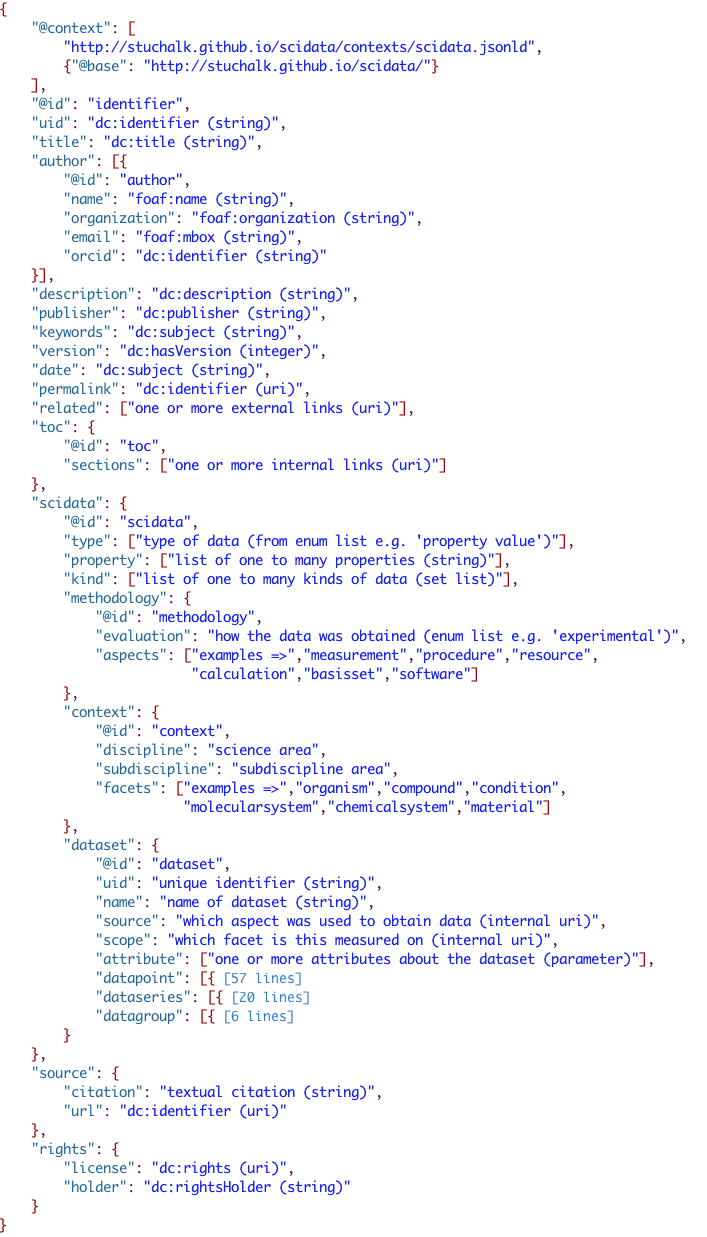 {
    "@context": [
        "http://stuchalk.github.io/scidata/contexts/scidata.jsonld",
        {"@base": "http://stuchalk.github.io/scidata/"}
    ],
    "@id": "identifier",
    "uid": "dc:identifier (string)",
    "title": "dc:title (string)",
    "author": [{
        "@id": "author",
        "name": "foaf:name (string)",
        "organization": "foaf:organization (string)",
        "email": "foaf:mbox (string)",
        "orcid": "dc:identifier (string)"
    }],
    "description": "dc:description (string)",
    "publisher": "dc:publisher (string)",
    "keywords": "dc:subject (string)",
    "version": "dc:hasVersion (integer)",
    "date": "dc:subject (string)",
    "permalink": "dc:identifier (uri)",
    "related": ["one or more external links (uri)"],
    "toc": {
        "@id": "toc",
        "sections": ["one or more internal links (uri)"]
    },
    "scidata": {
        "@id": "scidata",
        "type": ["type of data (from enum list e.g. 'property value')"],
        "property": ["list of one to many properties (string)"],
        "kind": ["list of one to many kinds of data (set list)"],
        "methodology": {
            "@id": "methodology",
            "evaluation": "how the data was obtained (enum list e.g. 'experimental')",
            "aspects": ["examples =>","measurement","procedure","resource",
                        "calculation","basisset","software"]
        },
        "context": {
            "@id": "context",
            "discipline": "science area",
            "subdiscipline": "subdiscipline area",
            "facets": ["examples =>","organism","compound","condition",
                       "molecularsystem","chemicalsystem","material"]
        },
        "dataset": {
            "@id": "dataset",
            "uid": "unique identifier (string)",
            "name": "name of dataset (string)",
            "source": "which aspect was used to obtain data (internal uri)",
            "scope": "which facet is this measured on (internal uri)",
            "attribute": ["one or more attributes about the dataset (parameter)"],
            "datapoint": [{ [57 lines]
            "dataseries": [{ [20 lines]
            "datagroup": [{ [6 lines]
        }
    },
    "source": {
        "citation": "textual citation (string)",
        "url": "dc:identifier (uri)"
    },
    "rights": {
        "license": "dc:rights (uri)",
        "holder": "dc:rightsHolder (string)"
    }
}